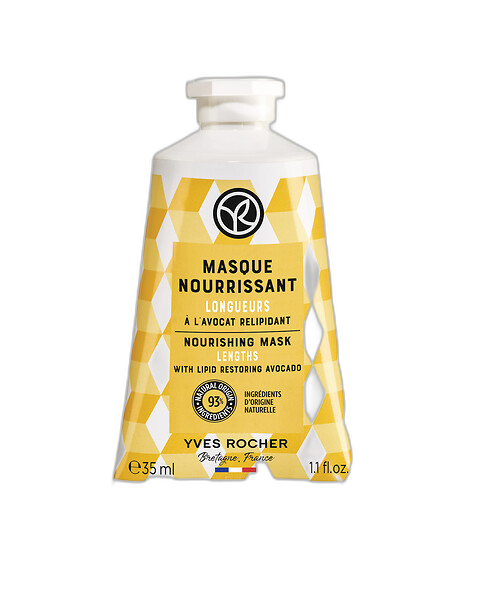 MASQUE
NOURRISSANT
LONGUEURS
À L'AVOCAT RELIPIDANT
NOURISHING MASK
LENGTHS
WITH LIPID RESTORING AVOCADO
NATURAL ORIGIN
93%
INGREDIENTS
INGRÉDIENTS
D'ORIGINE
NATURELLE
YVES ROCHER
Bretagne, France
℮35 ml
1.1 fl.oz.